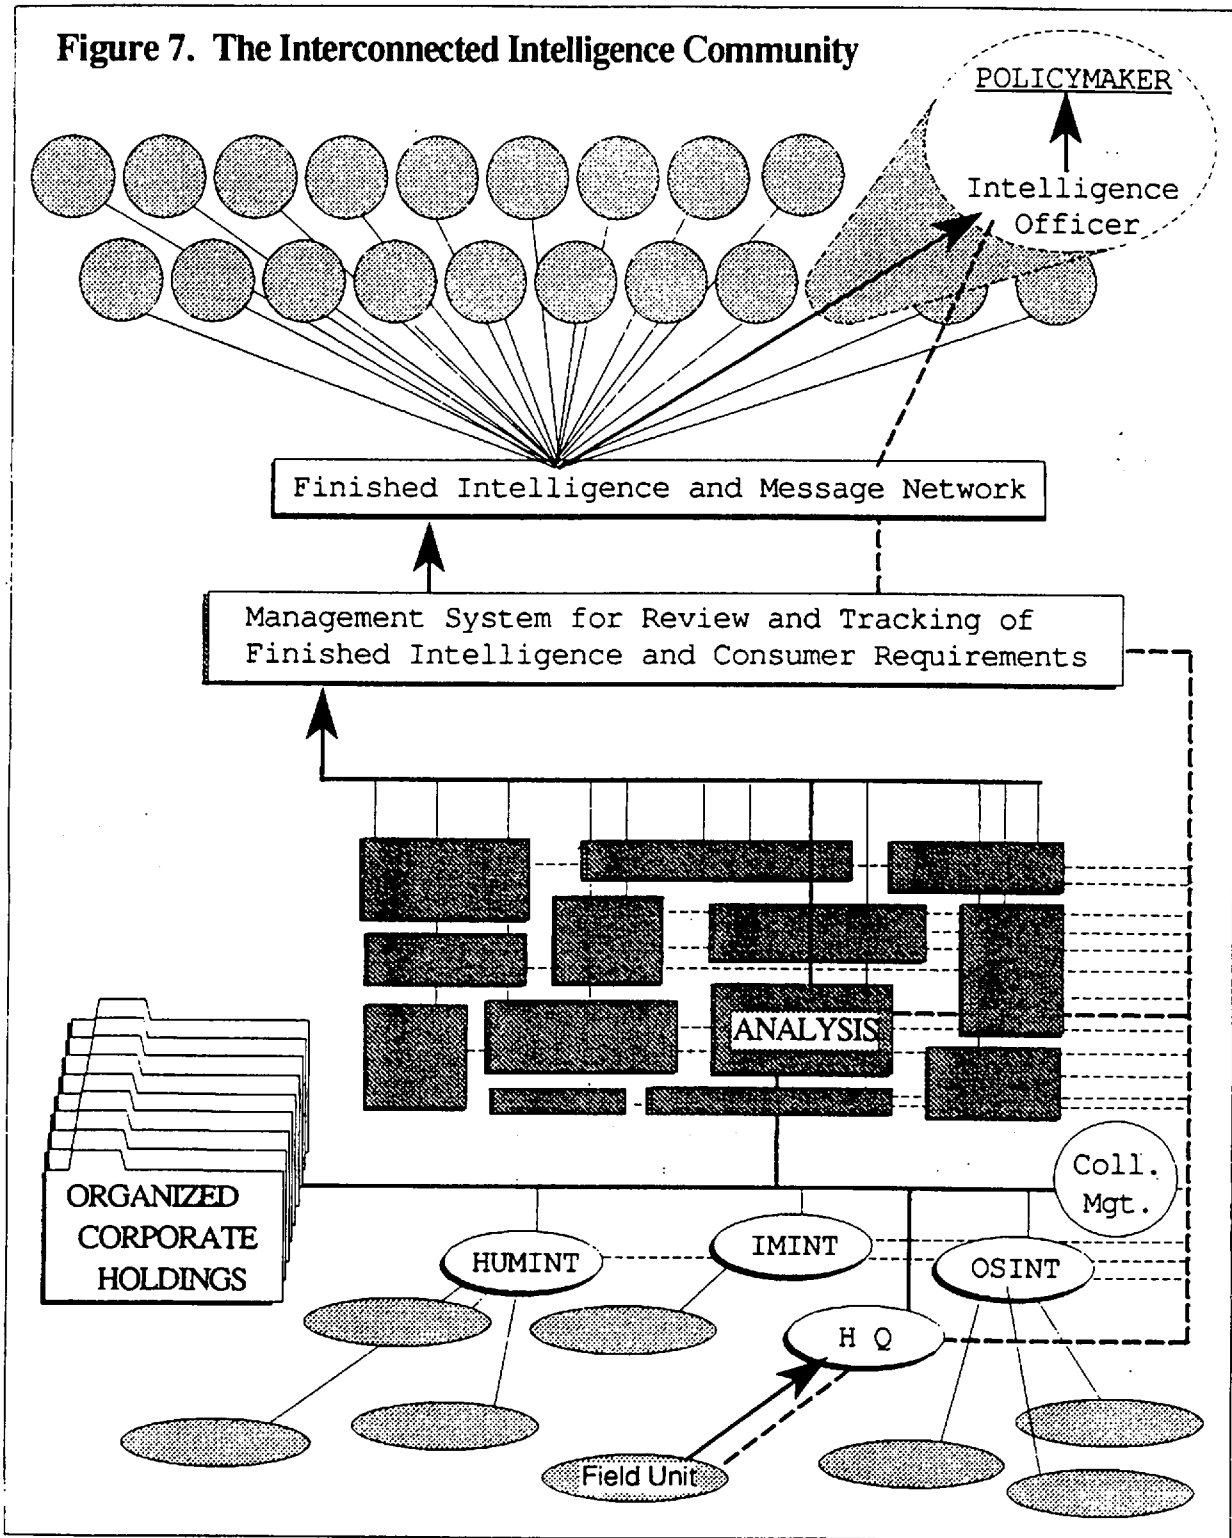 Figure 7. The Interconnected Intelligence Community
POLICYMAKER
Intelligence
Officer
Finished Intelligence and Message Network
Management System for Review and Tracking of
Finished Intelligence and Consumer Requirements
ANALYSIS
ORGANIZED
CORPORATE
HOLDINGS
Coll.
Mgt.
HUMINT
IMINT
OSINT
H Q
Field Unit